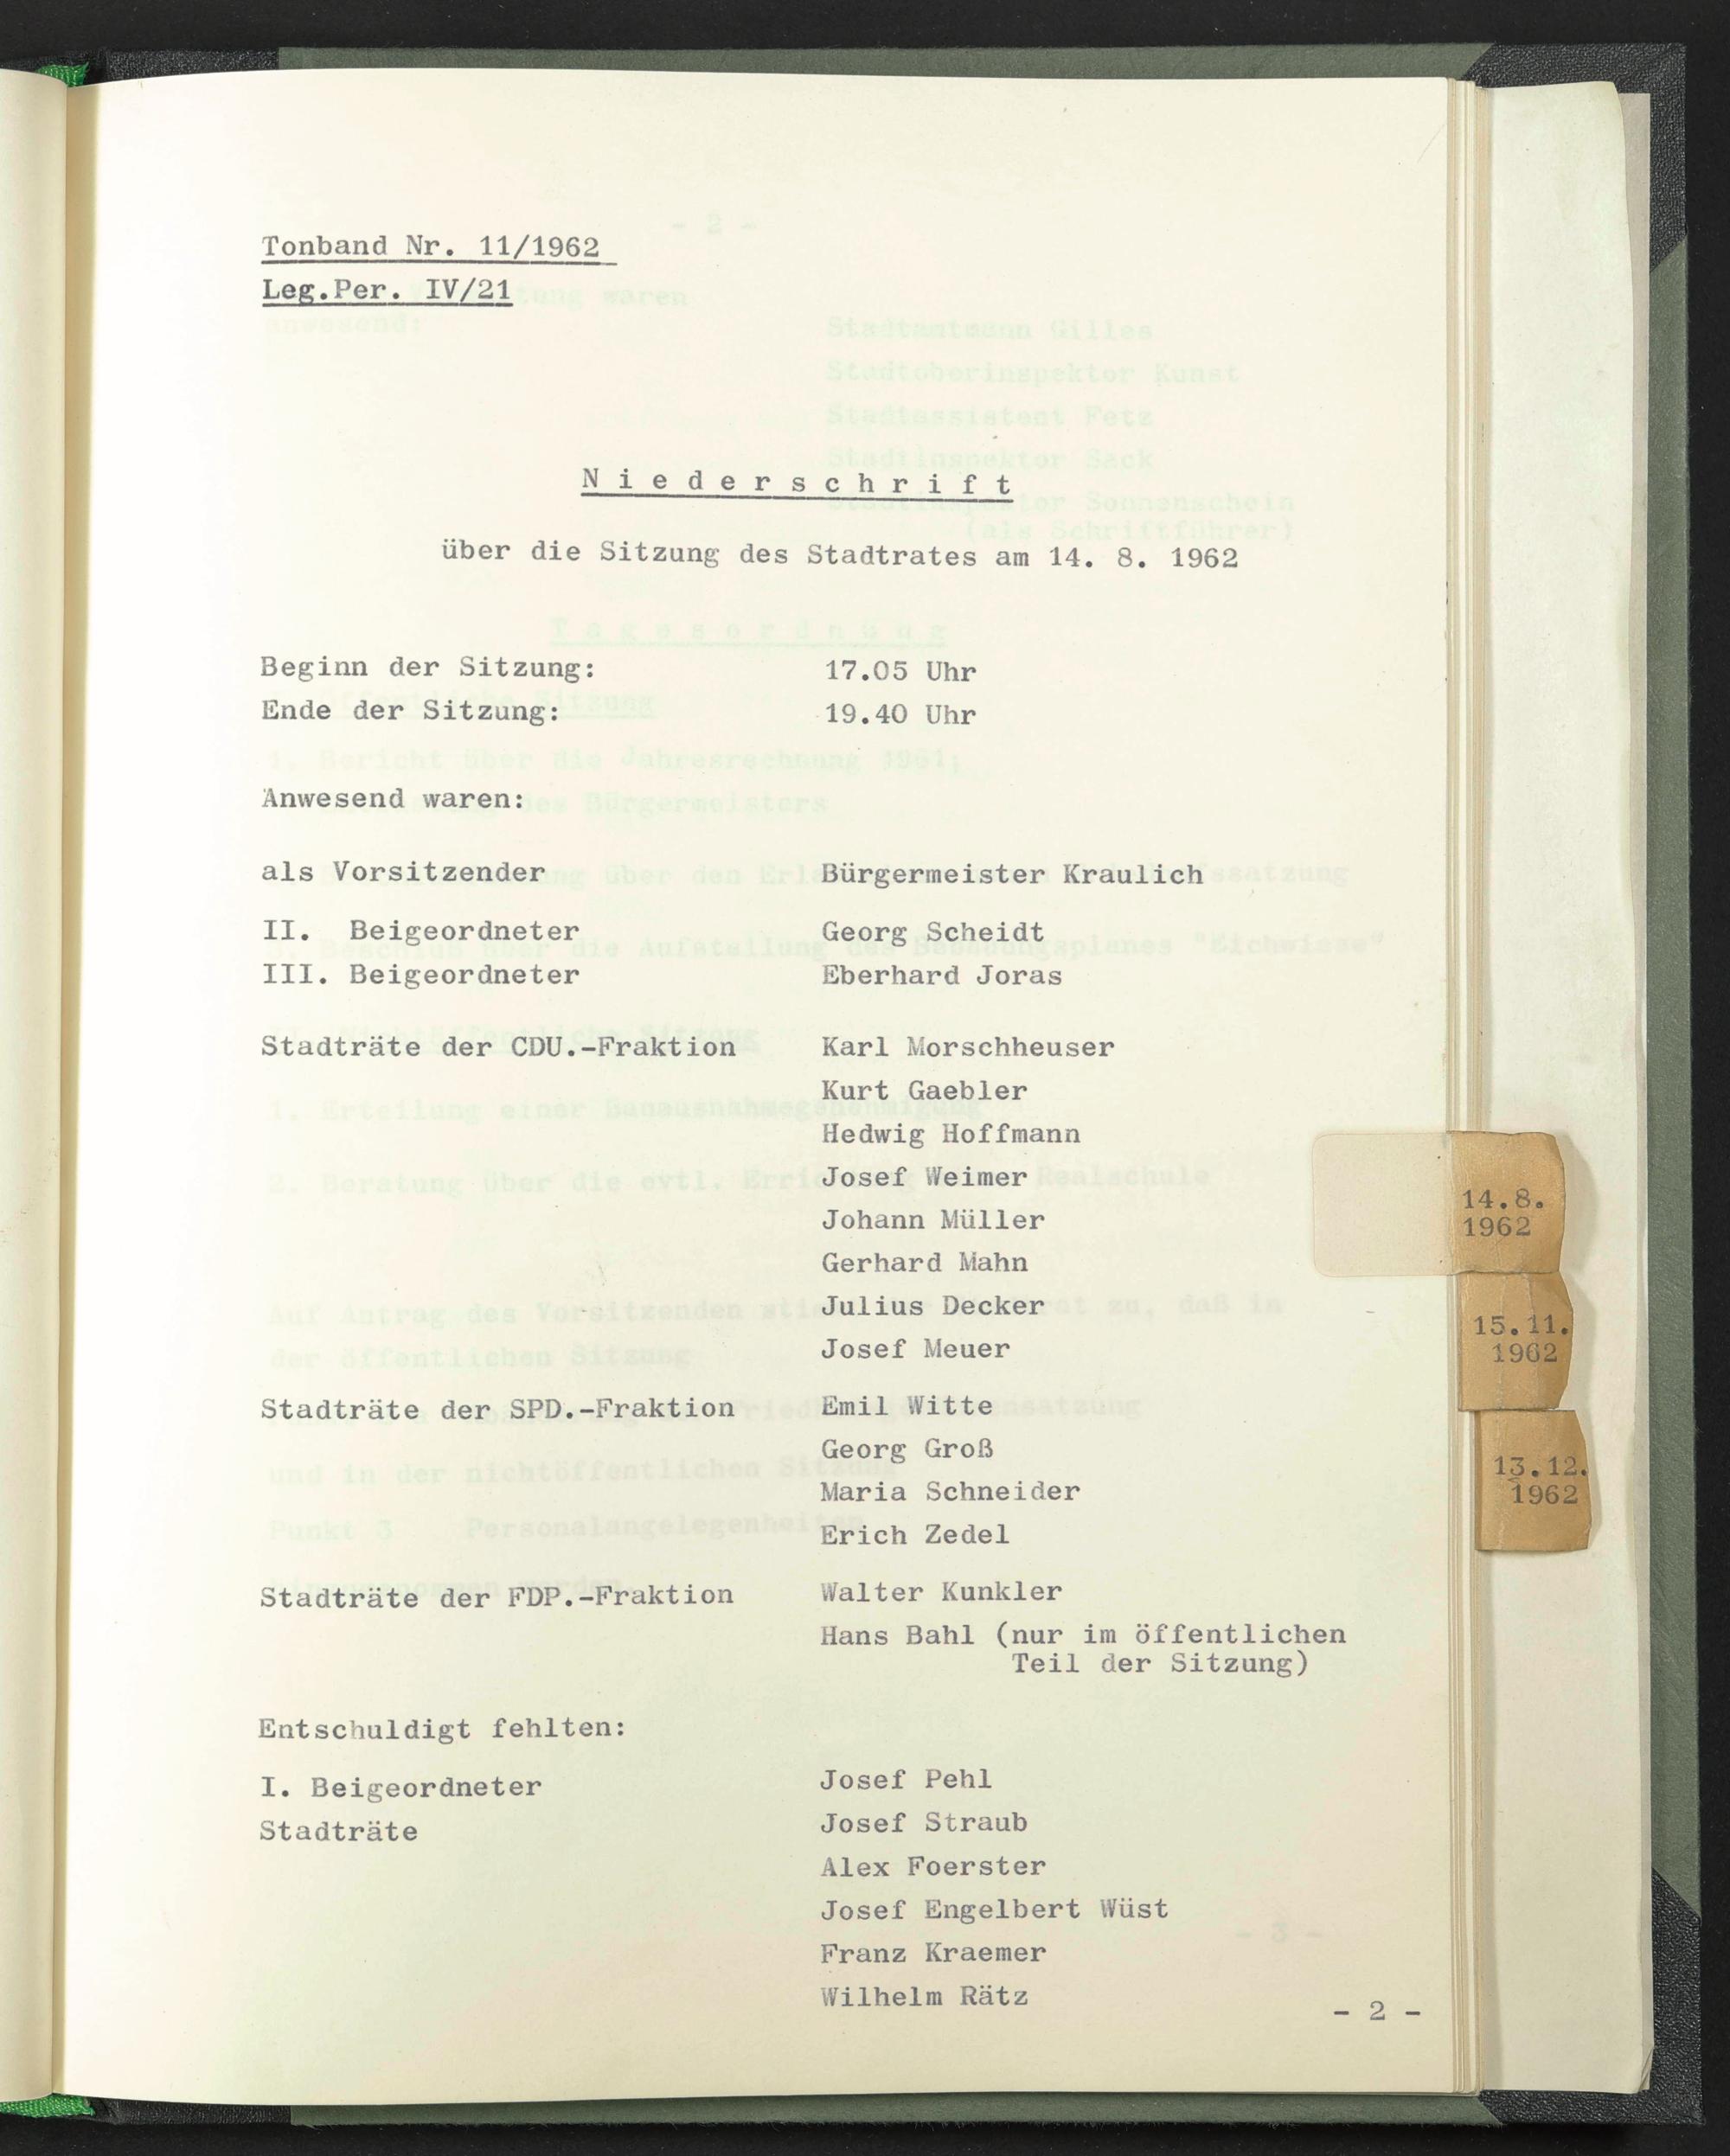 Tonband Nr. 11/1962
Leg.Per. IV/21
Niederschrift
über die Sitzung des Stadtrates am 14. 8. 1962
Beginn der Sitzung: 17.05 Uhr
Ende der Sitzung: 19.40 Uhr
Anwesend waren:
als Vorsitzender Bürgermeister Kraulich
II. Beigeordneter Georg Scheidt
III. Beigeordneter Eberhard Joras
Stadträte der CDU.-Fraktion Karl Morschheuser
Kurt Gaebler
Hedwig Hoffmann
Josef Weimer
Johann Müller
Gerhard Mahn
Julius Decker
Josef Meuer
Stadträte der SPD.-Fraktion Emil Witte
Georg Groß
Maria Schneider
Erich Zedel
Stadträte der FDP.-Fraktion Walter Kunkler
Hans Bahl (nur im öffentlichen
Teil der Sitzung)
Entschuldigt fehlten:
I. Beigeordneter Josef Pehl
Stadträte Josef Straub
Alex Foerster
Josef Engelbert Wüst
Franz Kraemer
Wilhelm Rätz
- 2 -
14.8.
1962
15.11.
1962
13.12.
1962